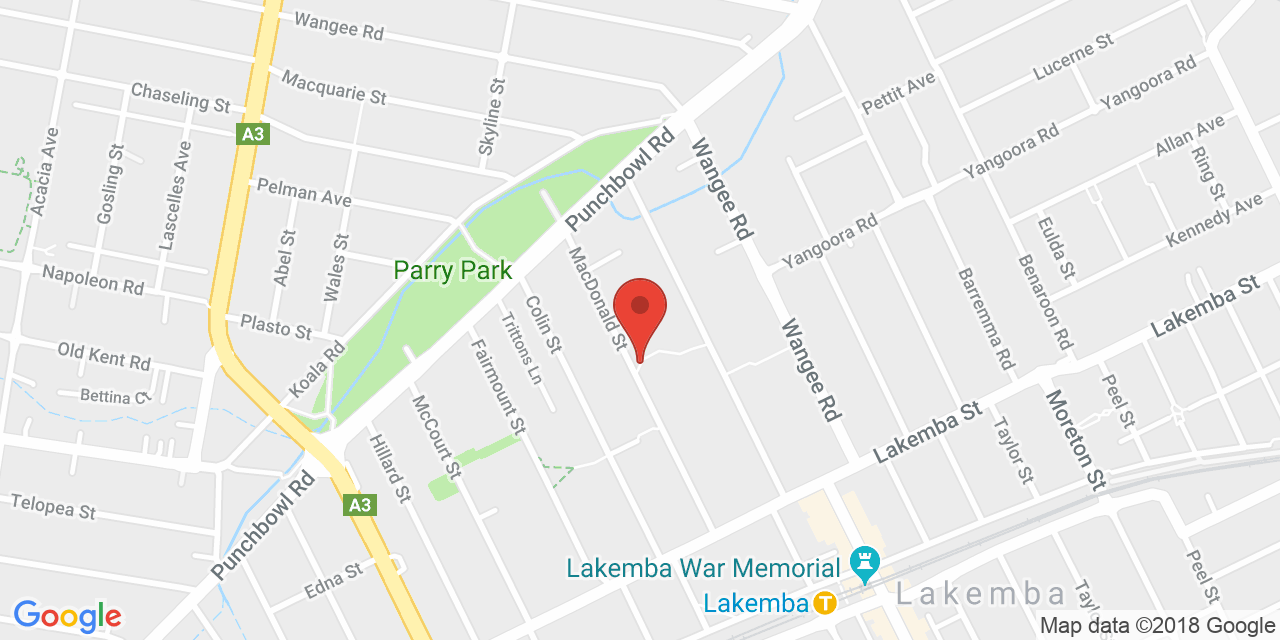 Wangee Rd
Macquarie St
Chaseling St
Skyline St
Lucerne St
Pettit Ave
Yangoora Rd
A3
Acacia Ave
Gosling St
Lascelles Ave
Pelman Ave
Punchbowl Rd
Wangee Rd
Yangoora Rd
Allan Ave
Ring St
Kennedy Ave
Abel St
Wales St
Parry Park
MacDonald St
Yangoora Rd
Eulda St
Benaroon Rd
Barremma Rd
Napoleon Rd
Plasto St
Colin St
Trittons Ln
Wangee Rd
Lakemba St
Old Kent Rd
Koala Rd
Fairmount St
Bettina Ct
McCourt St
Hillard St
Lakemba St
Taylor St
Moreton St
Peel St
Telopea St
Punchbowl Rd
A3
Edna St
Lakemba War Memorial
Lakemba
T
Lakemba
Peel St
Taylor
Google
Map data ©2018 Google